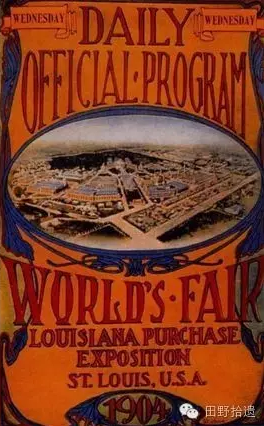 WEDNESDAY WEDNESDAY
DAILY
OFFICIAL·PROGRAM
WORLD'S·FAIR
LOUISIANA PURCHASE
EXPOSITION
ST. LOUIS, U.S.A.
1904
田野拾遗